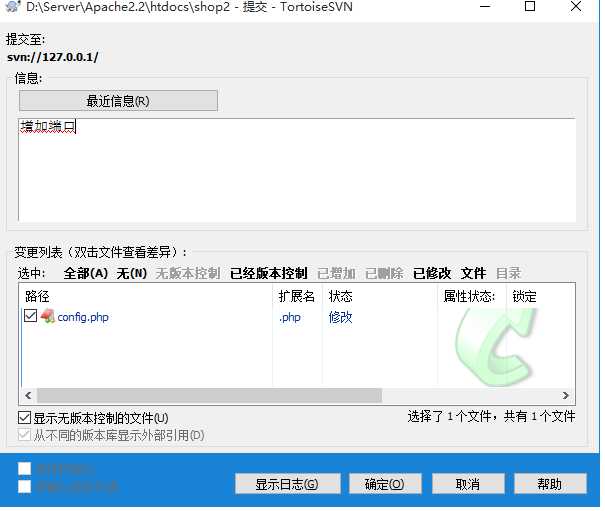 D:\Server\Apache2.2\htdocs\shop2 - 提交 - TortoiseSVN
提交至:
svn://127.0.0.1/
信息:
最近信息(R)
增加端口
变更列表（双击文件查看差异）:
选中: 全部(A) 无(N) 无版本控制 已经版本控制 已增加 已删除 已修改 文件 目录
路径 扩展名 状态 属性状态: 锁定
config.php .php 修改
显示无版本控制的文件(U)
选择了 1 个文件，共有 1 个文件
从不同的版本库显示外部引用(D)
显示日志(G) 确定(O) 取消 帮助